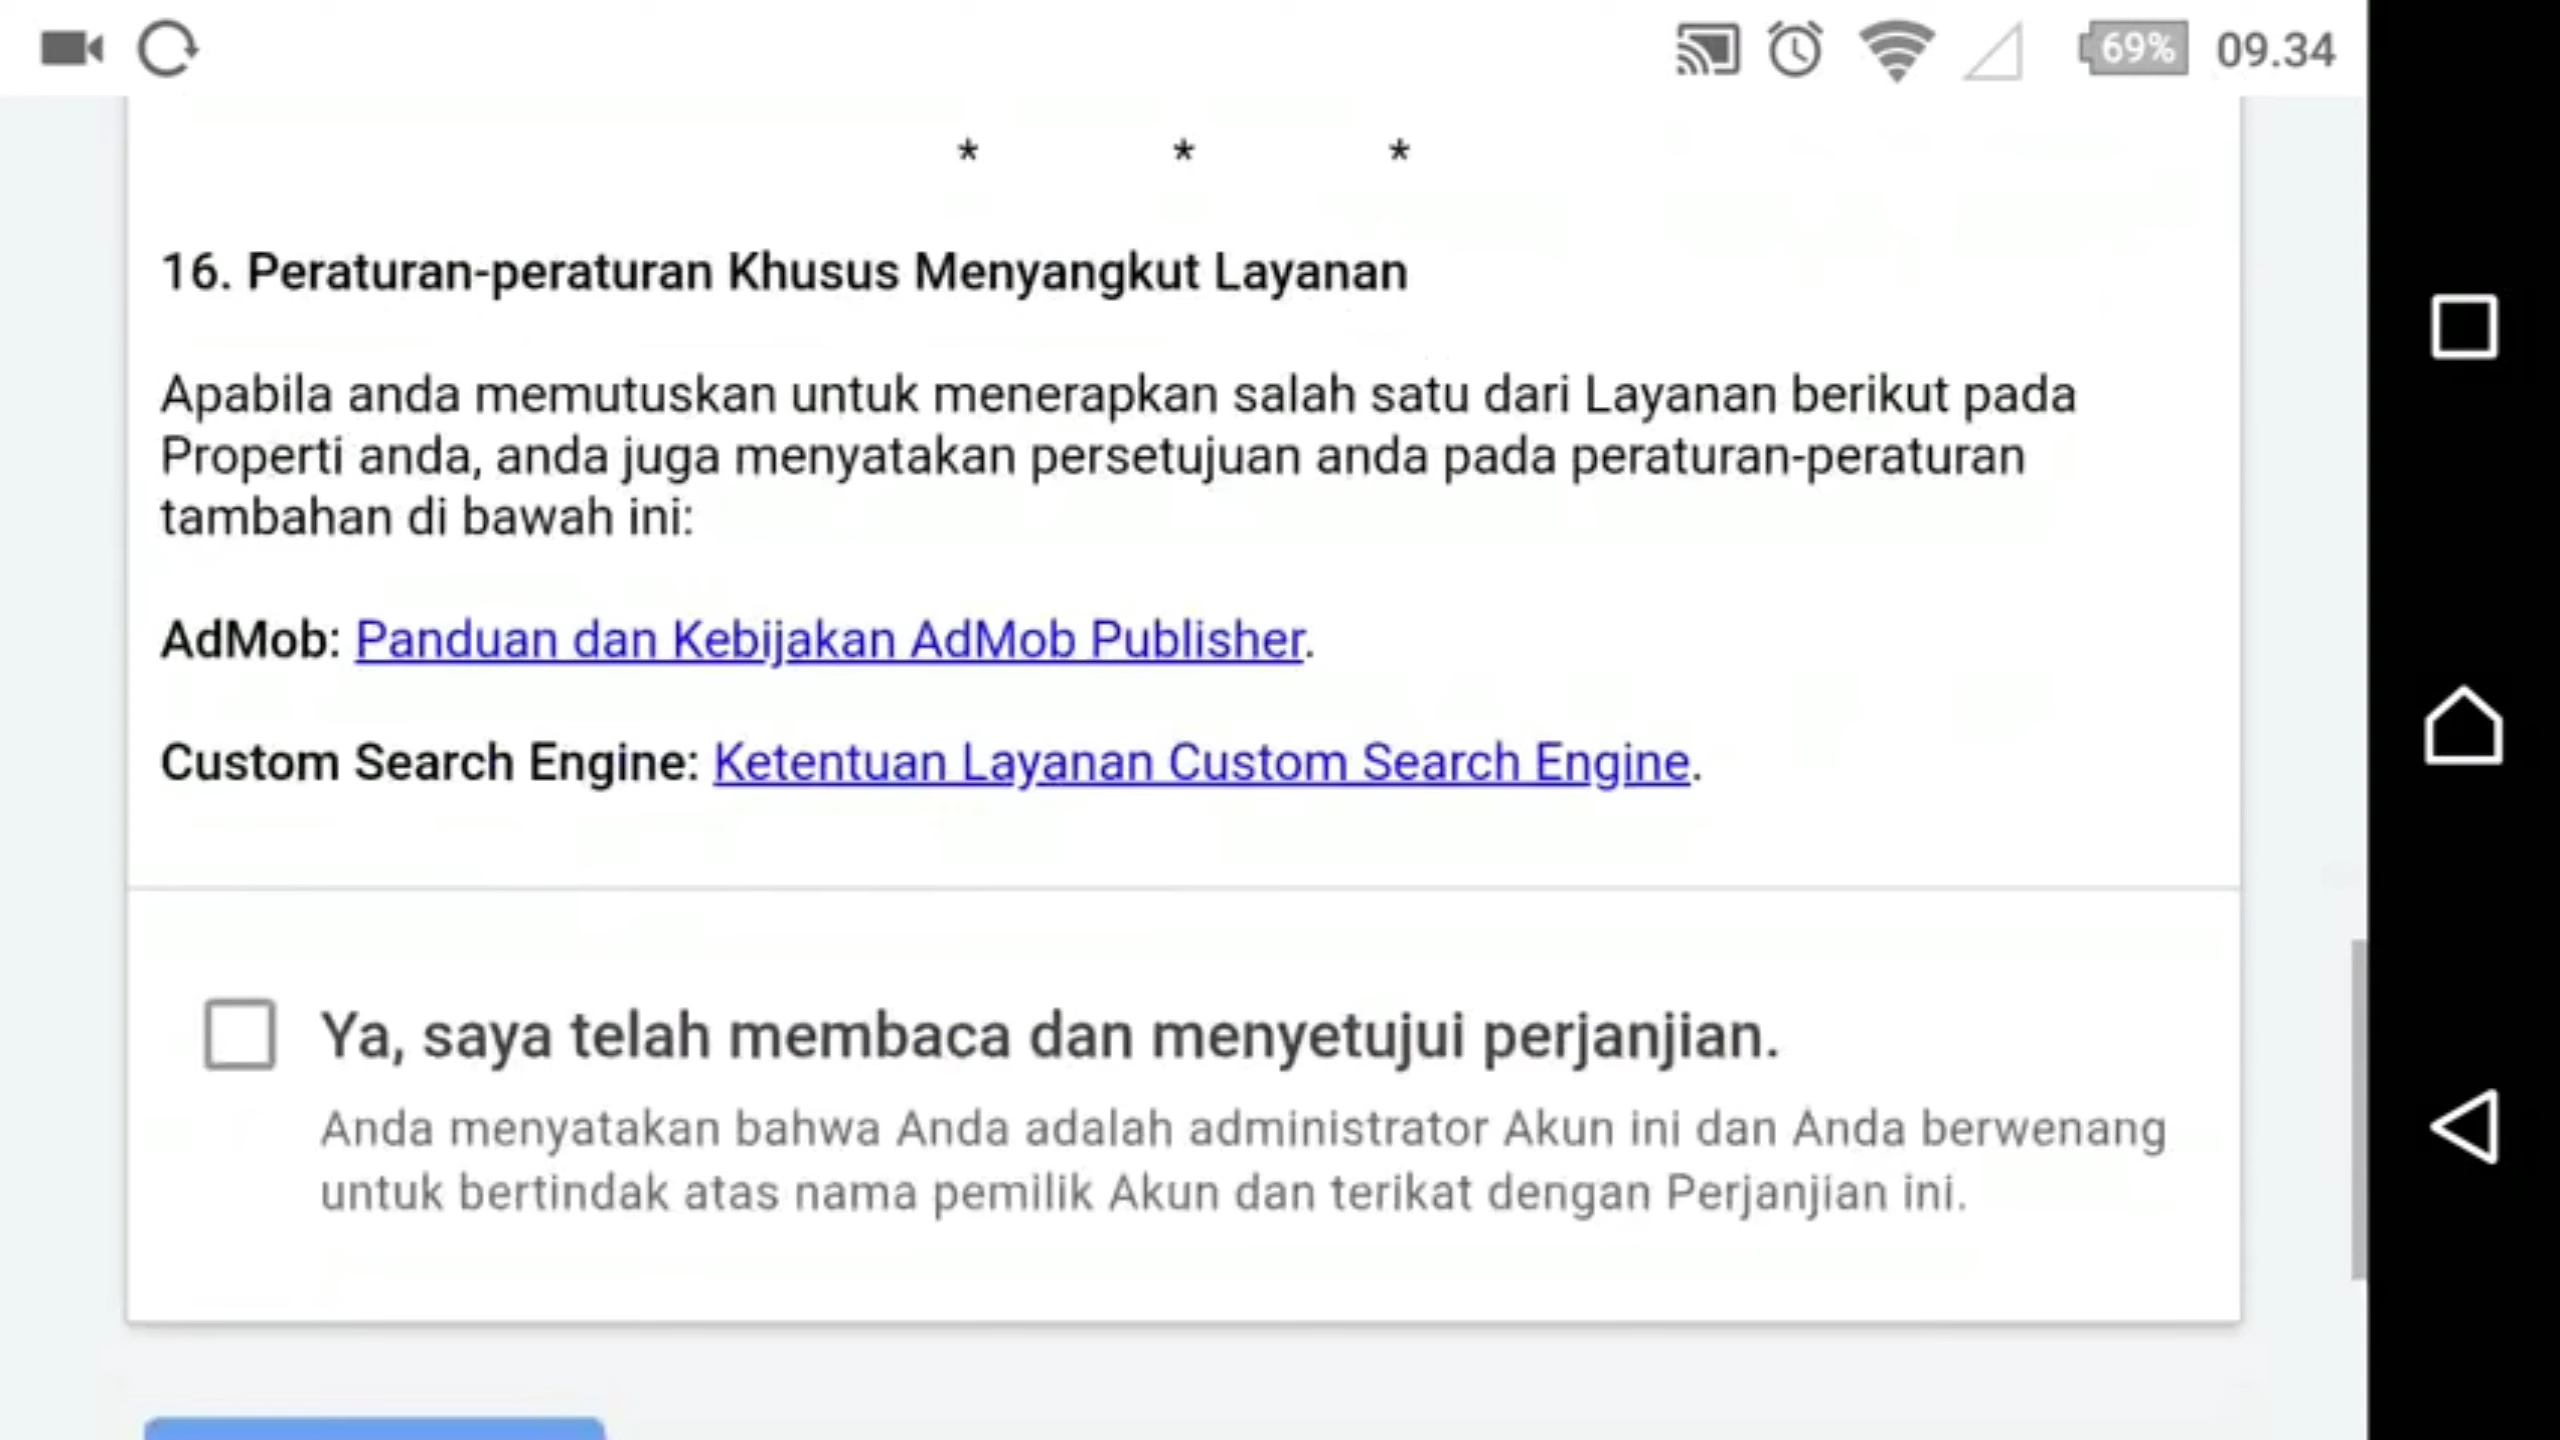 69% 09.34
* * *
16. Peraturan-peraturan Khusus Menyangkut Layanan
Apabila anda memutuskan untuk menerapkan salah satu dari Layanan berikut pada
Properti anda, anda juga menyatakan persetujuan anda pada peraturan-peraturan
tambahan di bawah ini:
AdMob: Panduan dan Kebijakan AdMob Publisher.
Custom Search Engine: Ketentuan Layanan Custom Search Engine.
Ya, saya telah membaca dan menyetujui perjanjian.
Anda menyatakan bahwa Anda adalah administrator Akun ini dan Anda berwenang
untuk bertindak atas nama pemilik Akun dan terikat dengan Perjanjian ini.